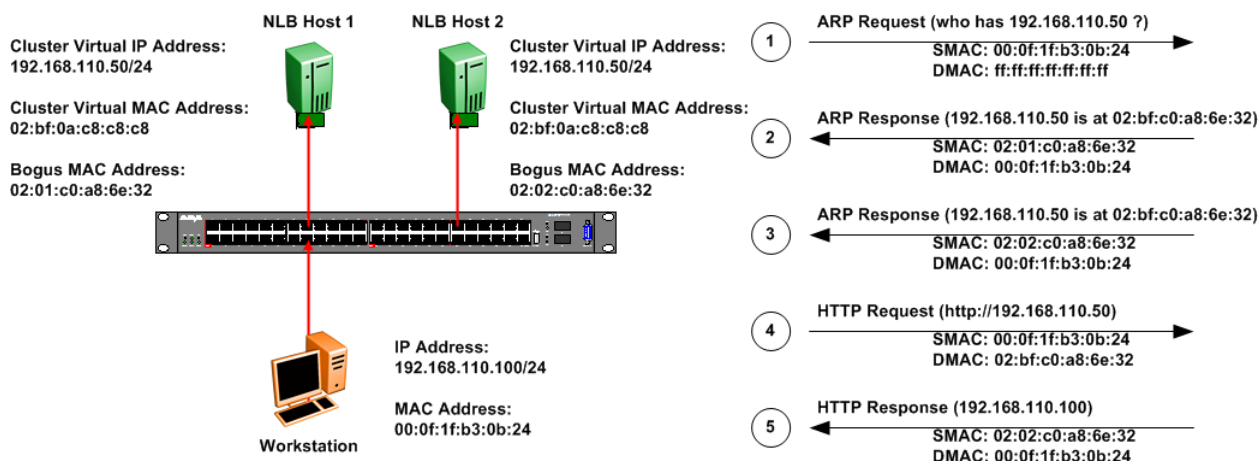 NLB Host 1
NLB Host 2
Cluster Virtual IP Address:
192.168.110.50/24
Cluster Virtual MAC Address:
02:bf:0a:c8:c8:c8
Bogus MAC Address:
02:01:c0:a8:6e:32
Cluster Virtual IP Address:
192.168.110.50/24
Cluster Virtual MAC Address:
02:bf:0a:c8:c8:c8
Bogus MAC Address:
02:02:c0:a8:6e:32
IP Address:
192.168.110.100/24
MAC Address:
00:0f:1f:b3:0b:24
Workstation
1
ARP Request (who has 192.168.110.50 ?)
SMAC: 00:0f:1f:b3:0b:24
DMAC: ff:ff:ff:ff:ff:ff:ff
2
ARP Response (192.168.110.50 is at 02:bf:c0:a8:6e:32)
SMAC: 02:01:c0:a8:6e:32
DMAC: 00:0f:1f:b3:0b:24
3
ARP Response (192.168.110.50 is at 02:bf:c0:a8:6e:32)
SMAC: 02:02:c0:a8:6e:32
DMAC: 00:0f:1f:b3:0b:24
4
HTTP Request (http://192.168.110.50)
SMAC: 00:0f:1f:b3:0b:24
DMAC: 02:bf:c0:a8:6e:32
5
HTTP Response (192.168.110.100)
SMAC: 02:02:c0:a8:6e:32
DMAC: 00:0f:1f:b3:0b:24